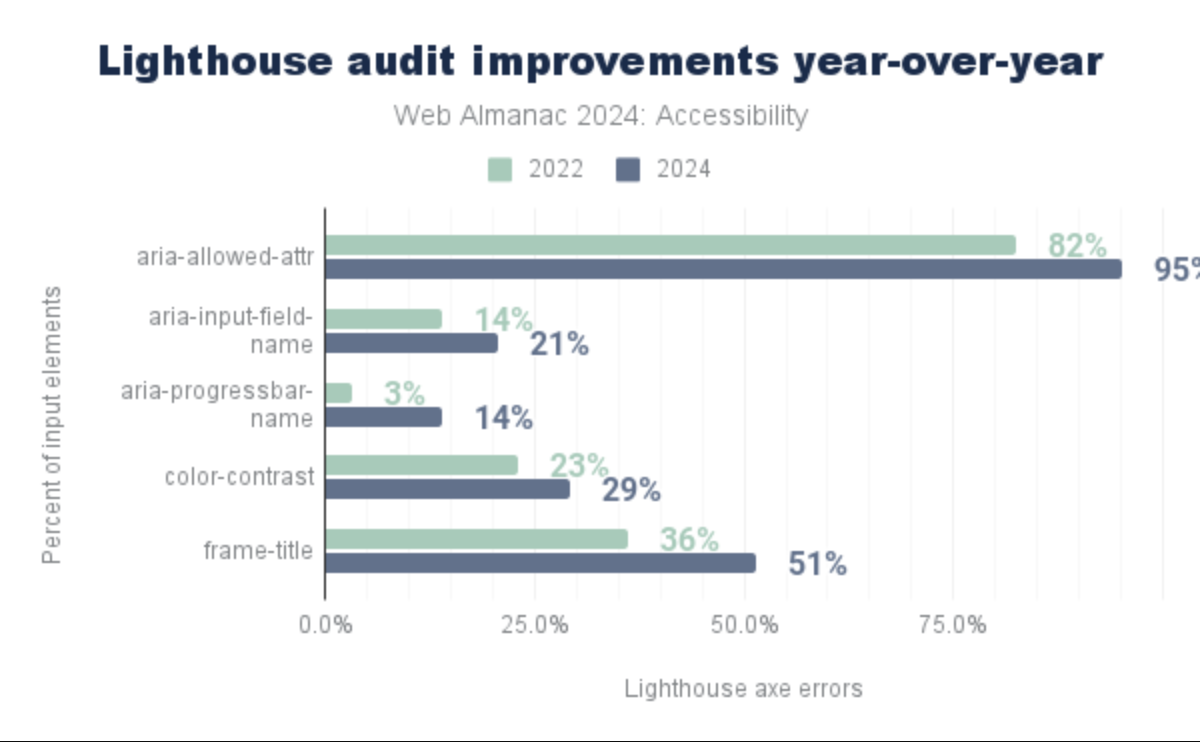 Lighthouse audit improvements year-over-year
Web Almanac 2024: Accessibility
2022 2024
Percent of input elements
aria-allowed-attr 82%
95%
aria-input-field-
name 14%
21%
aria-progressbar-
name 3%
14%
color-contrast 23%
29%
frame-title 36%
51%
0.0% 25.0% 50.0% 75.0%
Lighthouse axe errors